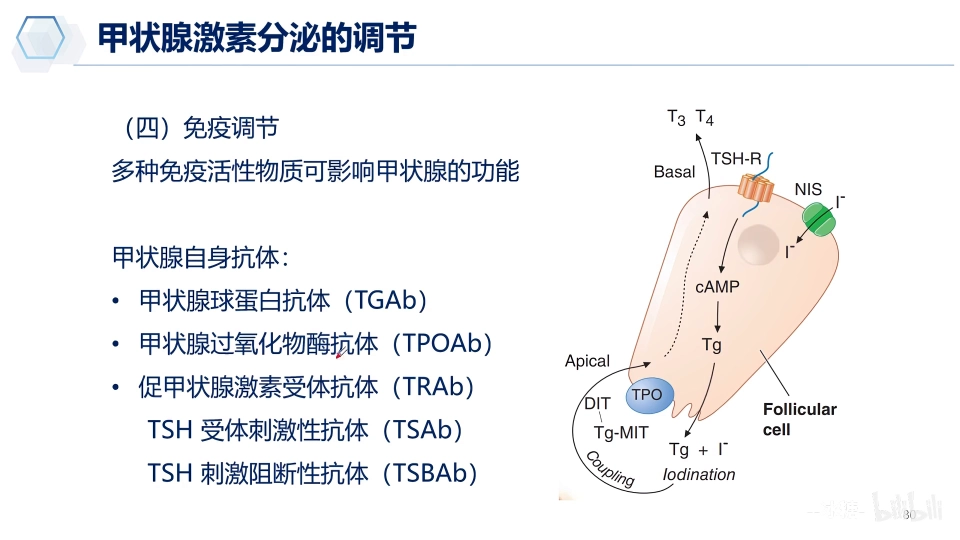 甲状腺激素分泌的调节
（四）免疫调节
多种免疫活性物质可影响甲状腺的功能
甲状腺自身抗体：
• 甲状腺球蛋白抗体（TGAb）
• 甲状腺过氧化物酶抗体（TPOAb）
• 促甲状腺激素受体抗体（TRAb）
TSH 受体刺激性抗体（TSAb）
TSH 刺激阻断性抗体（TSBAb）
T3 T4
TSH-R
Basal
NIS
I-
I-
cAMP
Tg
Apical
TPO
DIT
Tg-MIT
Follicular
cell
Tg + I-
Coupling
Iodination
bilibili
80